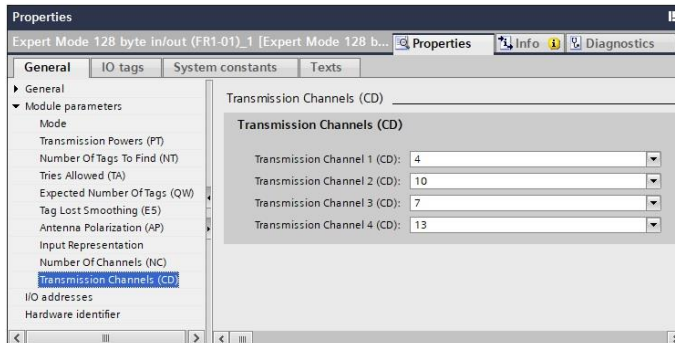 Properties
Expert Mode 128 byte in/out (FR1-01)_1 [Expert Mode 128 b...
Properties
Info
Diagnostics
General
IO tags
System constants
Texts
General
Module parameters
Mode
Transmission Powers (PT)
Number Of Tags To Find (NT)
Tries Allowed (TA)
Expected Number Of Tags (QW)
Tag Lost Smoothing (E5)
Antenna Polarization (AP)
Input Representation
Number Of Channels (NC)
Transmission Channels (CD)
I/O addresses
Hardware identifier
Transmission Channels (CD)
Transmission Channels (CD)
Transmission Channel 1 (CD): 4
Transmission Channel 2 (CD): 10
Transmission Channel 3 (CD): 7
Transmission Channel 4 (CD): 13